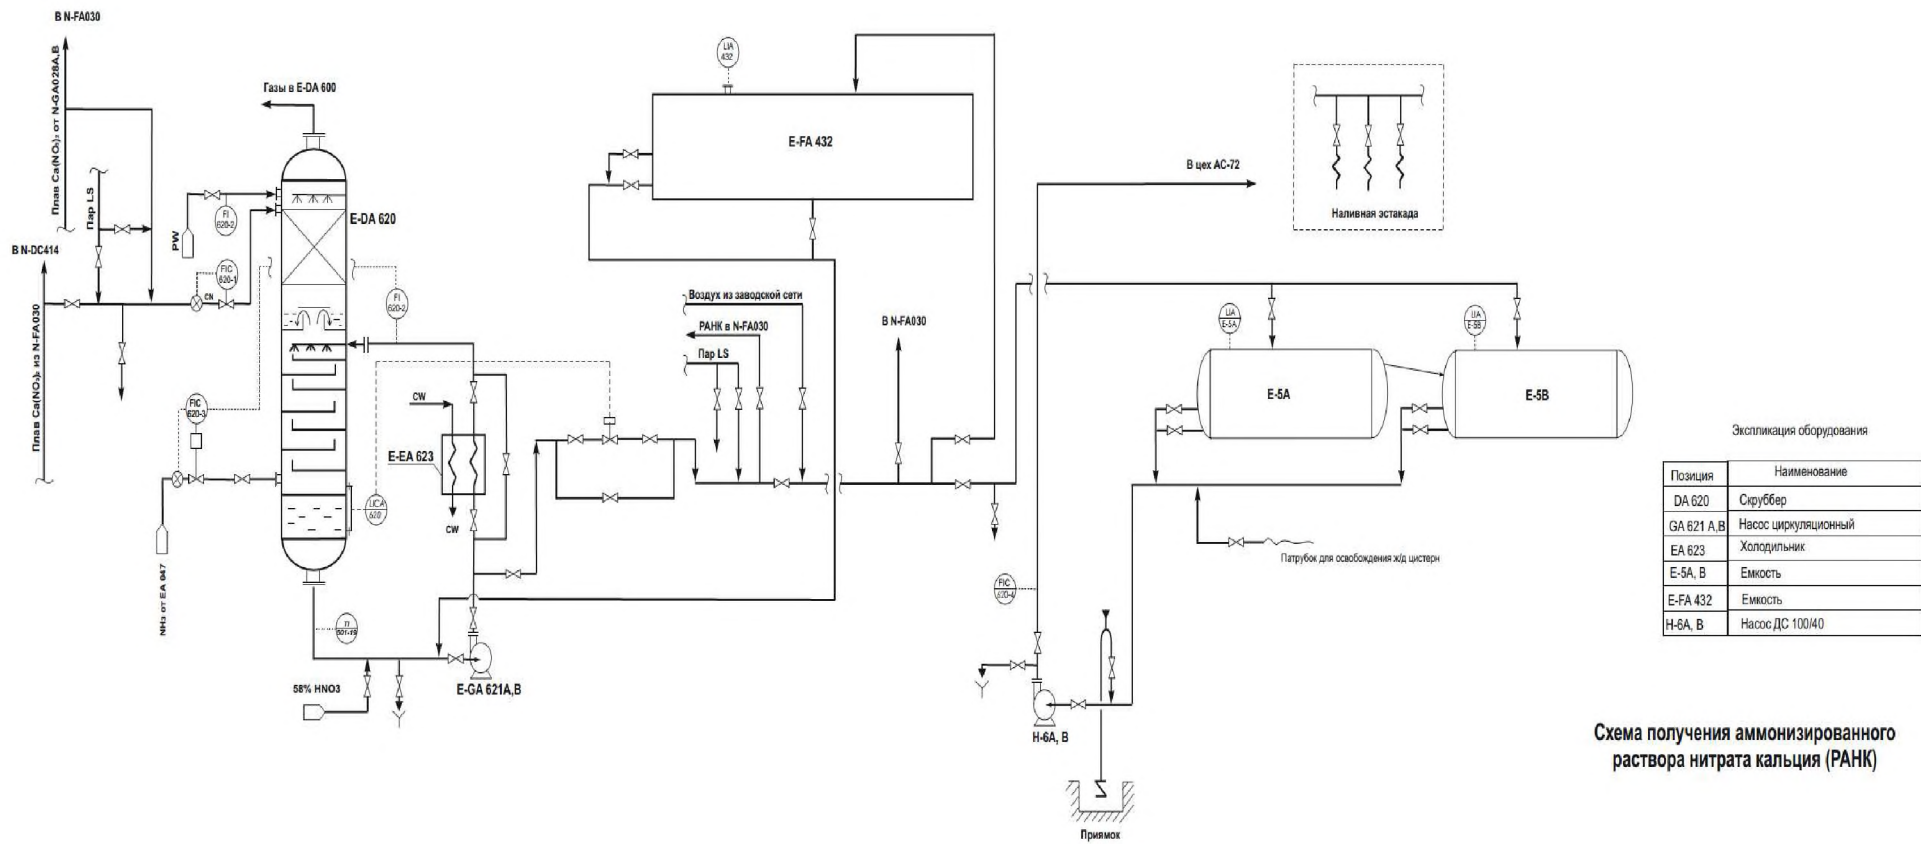 В N-FA030
Плав Ca(NO₃)₂ от N-GA028A,B
Пар LS
В N-DC414
Плав Ca(NO₃)₂ из N-FA030
Газы в E-DA 600
PW
FI
620-2
E-DA 620
FIC
620-1
CN
FI
620-2
FIC
620-3
NH₃ от EA 047
LICA
620
TI
58% HNO3
CW
E-EA 623
CW
E-GA 621A,B
LIA
432
E-FA 432
Воздух из заводской сети
РАНК в N-FA030
Пар LS
В N-FA030
В цех АС-72
Наливная эстакада
LIA
E-5A
LIA
E-5B
E-5A
E-5B
Патрубок для освобождения ж/д цистерн
FIC
620-4
Н-6А, В
Приямок
Экспликация оборудования
Позиция Наименование
DA 620 Скруббер
GA 621 A,B Насос циркуляционный
EA 623 Холодильник
E-5A, B Емкость
E-FA 432 Емкость
Н-6А, В Насос ДС 100/40
Схема получения аммонизированного
раствора нитрата кальция (РАНК)